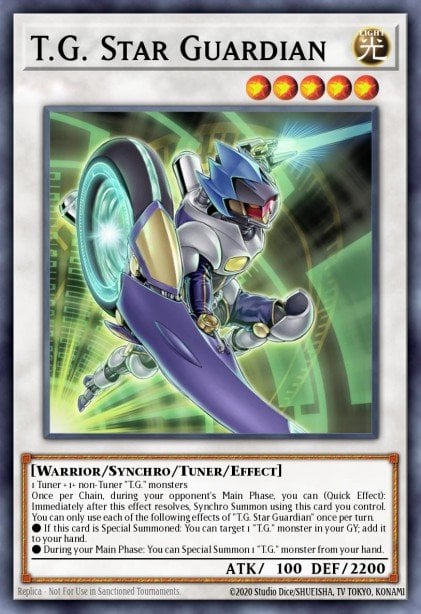 T.G. Star Guardian
LIGHT
光
[Warrior/Synchro/Tuner/Effect]
1 Tuner + 1+ non-Tuner "T.G." monsters
Once per Chain, during your opponent's Main Phase, you can (Quick Effect):
Immediately after this effect resolves, Synchro Summon using this card you control.
You can only use each of the following effects of "T.G. Star Guardian" once per turn.
● If this card is Special Summoned: You can target 1 "T.G." monster in your GY; add it
to your hand.
● During your Main Phase: You can Special Summon 1 "T.G." monster from your hand.
ATK/ 100 DEF/2200
Replica - Not For Use in Sanctioned Tournaments.
©2020 Studio Dice/SHUEISHA, TV TOKYO, KONAMI